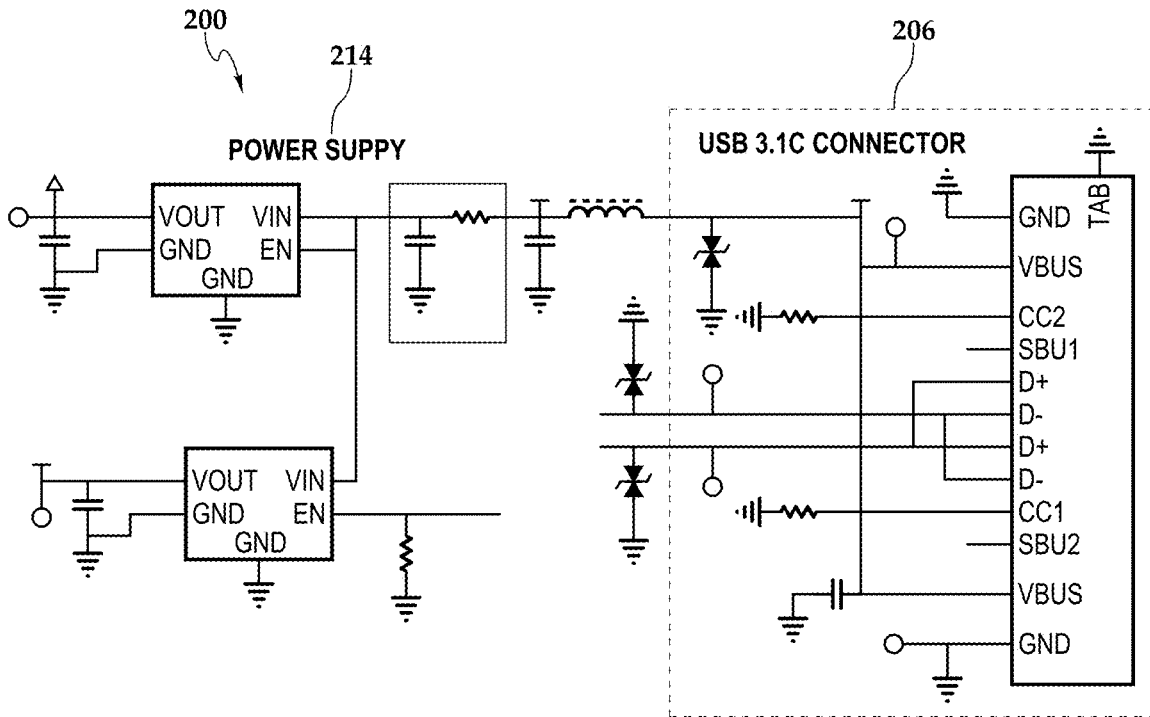 200
214
206
POWER SUPPY
USB 3.1C CONNECTOR
TAB
VOUT VIN
GND EN
GND
GND
VBUS
CC2
SBU1
D+
D-
D+
D-
CC1
SBU2
VBUS
GND
VOUT VIN
GND EN
GND